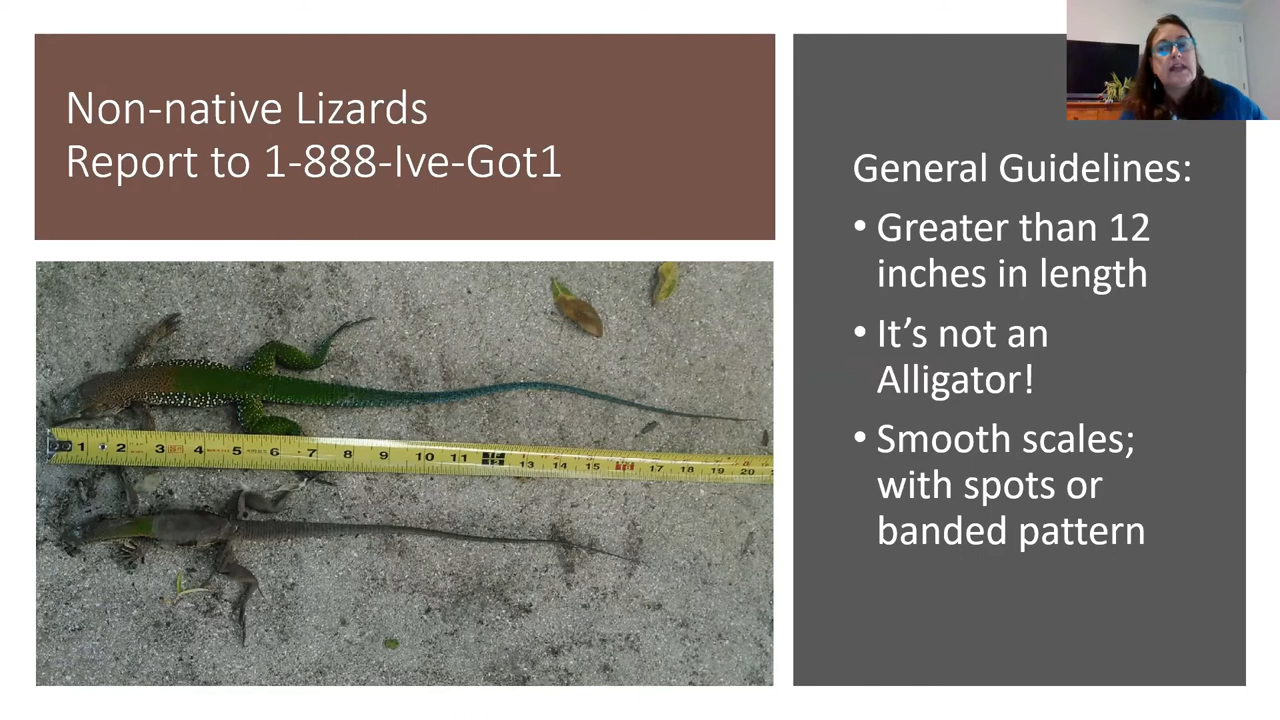 Non-native Lizards
Report to 1-888-Ive-Got1
General Guidelines:
• Greater than 12
inches in length
• It’s not an
Alligator!
• Smooth scales;
with spots or
banded pattern
1 2 3 4 5 6 7 8 9 10 11 12 13 14 15 16 17 18 19 20